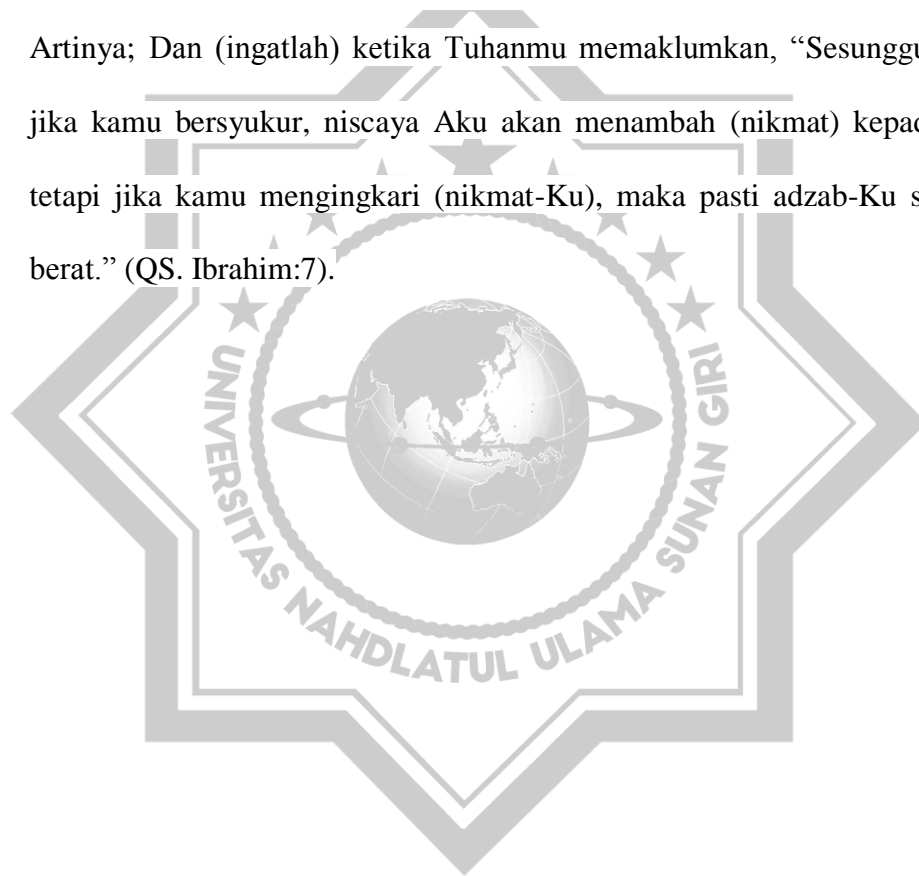 Artinya; Dan (ingatlah) ketika Tuhanmu memaklumkan, “Sesunggu
jika kamu bersyukur, niscaya Aku akan menambah (nikmat) kepad
tetapi jika kamu mengingkari (nikmat-Ku), maka pasti adzab-Ku s
berat.” (QS. Ibrahim:7).
UNIVERSITAS NAHDLATUL ULAMA SUNAN GIRI